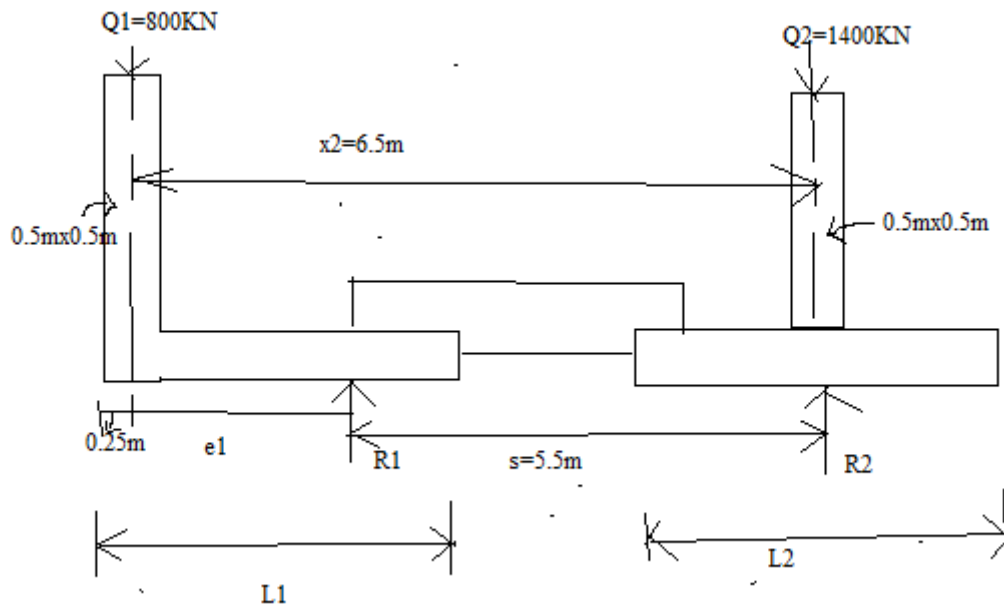 Q1=800KN
Q2=1400KN
x2=6.5m
0.5mx0.5m
0.5mx0.5m
0.25m
e1
R1
s=5.5m
R2
L1
L2